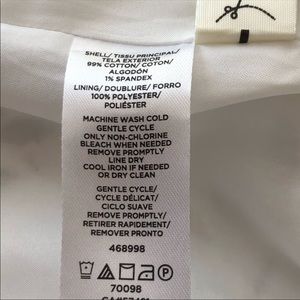 SHELL/ TISSU PRINCIPAL/
TELA EXTERIOR
99% COTTON/ COTON/
ALGODÓN
1% SPANDEX
LINING/ DOUBLURE/ FORRO
100% POLYESTER/
POLIÉSTER
MACHINE WASH COLD
GENTLE CYCLE
ONLY NON-CHLORINE
BLEACH WHEN NEEDED
REMOVE PROMPTLY
LINE DRY
COOL IRON IF NEEDED
OR DRY CLEAN
GENTLE CYCLE/
CYCLE DÉLICAT/
CICLO SUAVE
REMOVE PROMPTLY/
RETIRER RAPIDEMENT/
REMOVER PRONTO
468998
70098